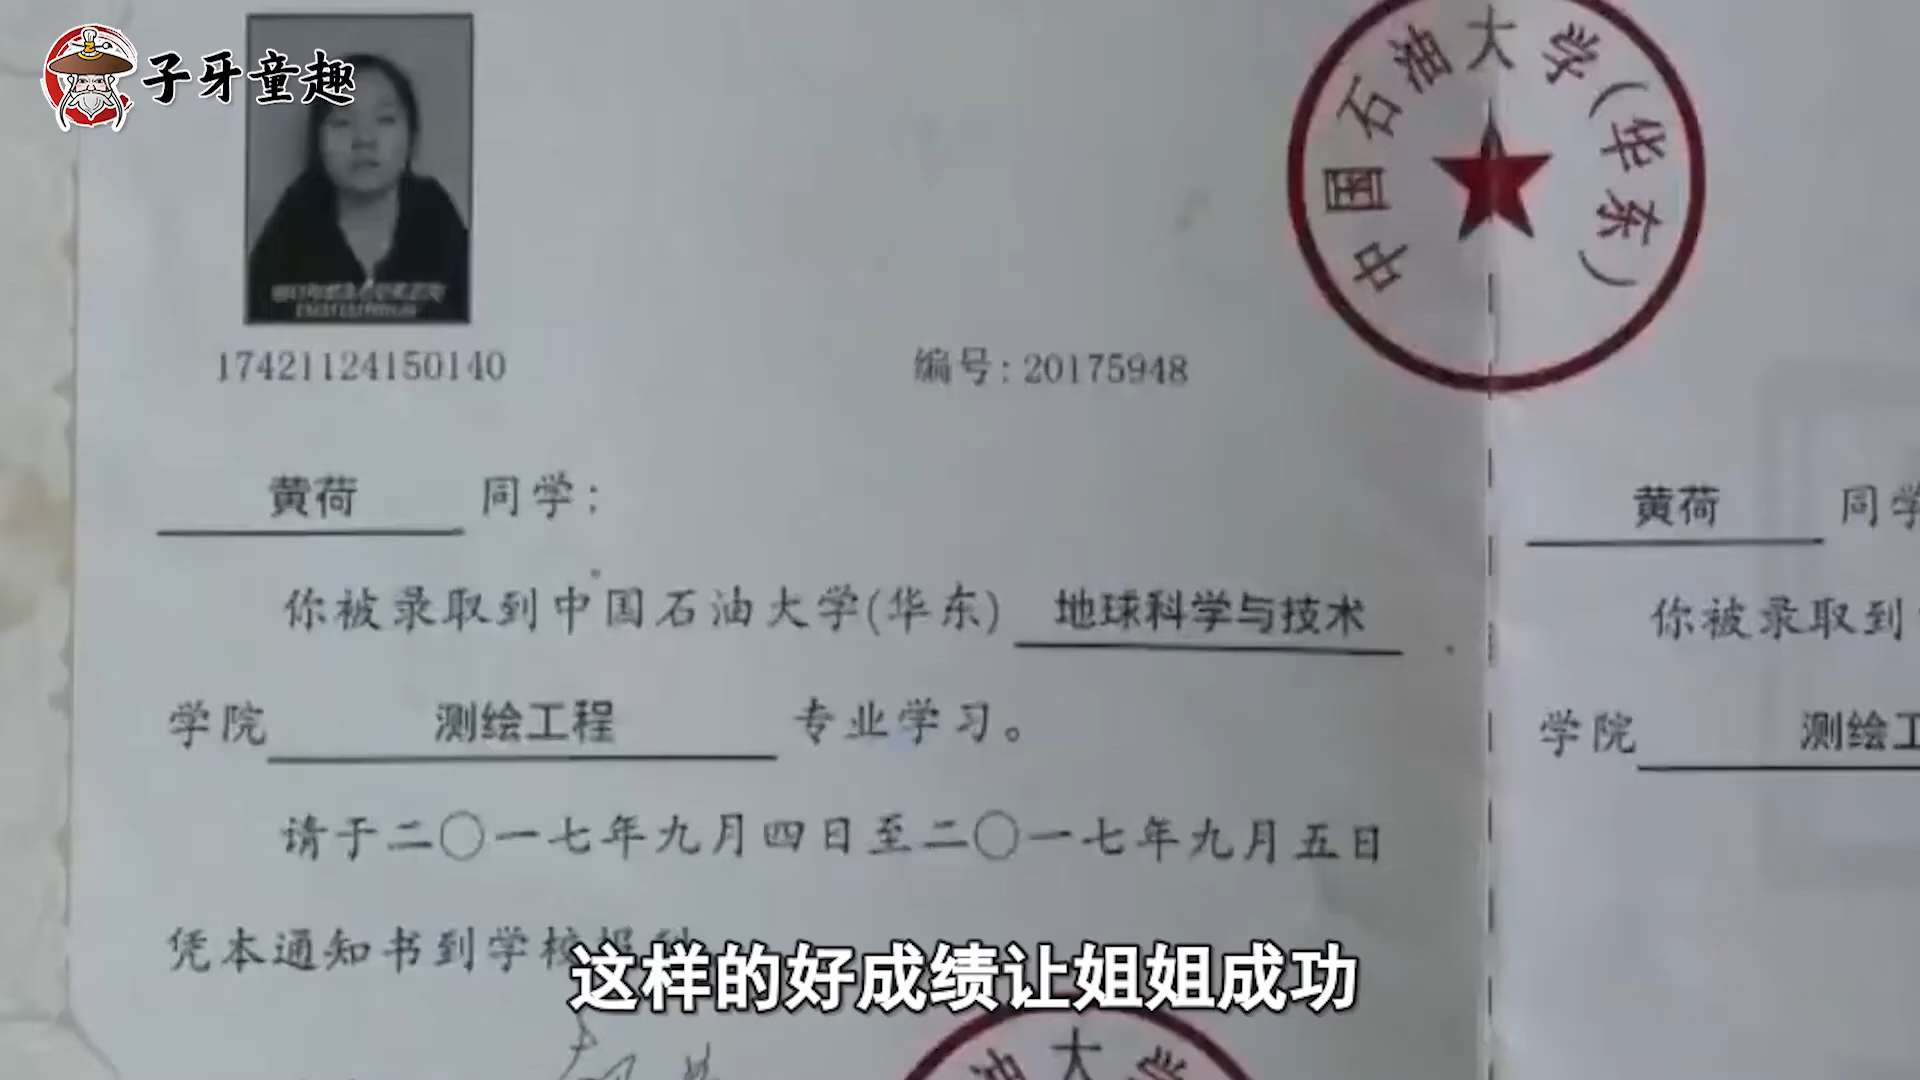 子牙童趣
中国石油大学(华东)
17421124150140
编号:20175948
黄荷 同学:
你被录取到中国石油大学(华东) 地球科学与技术
学院 测绘工程 专业学习。
请于二〇一七年九月四日至二〇一七年九月五日
凭本通知书到学校报到
黄荷 同学
你被录取到
学院 测绘工
这样的好成绩让姐姐成功
油大学